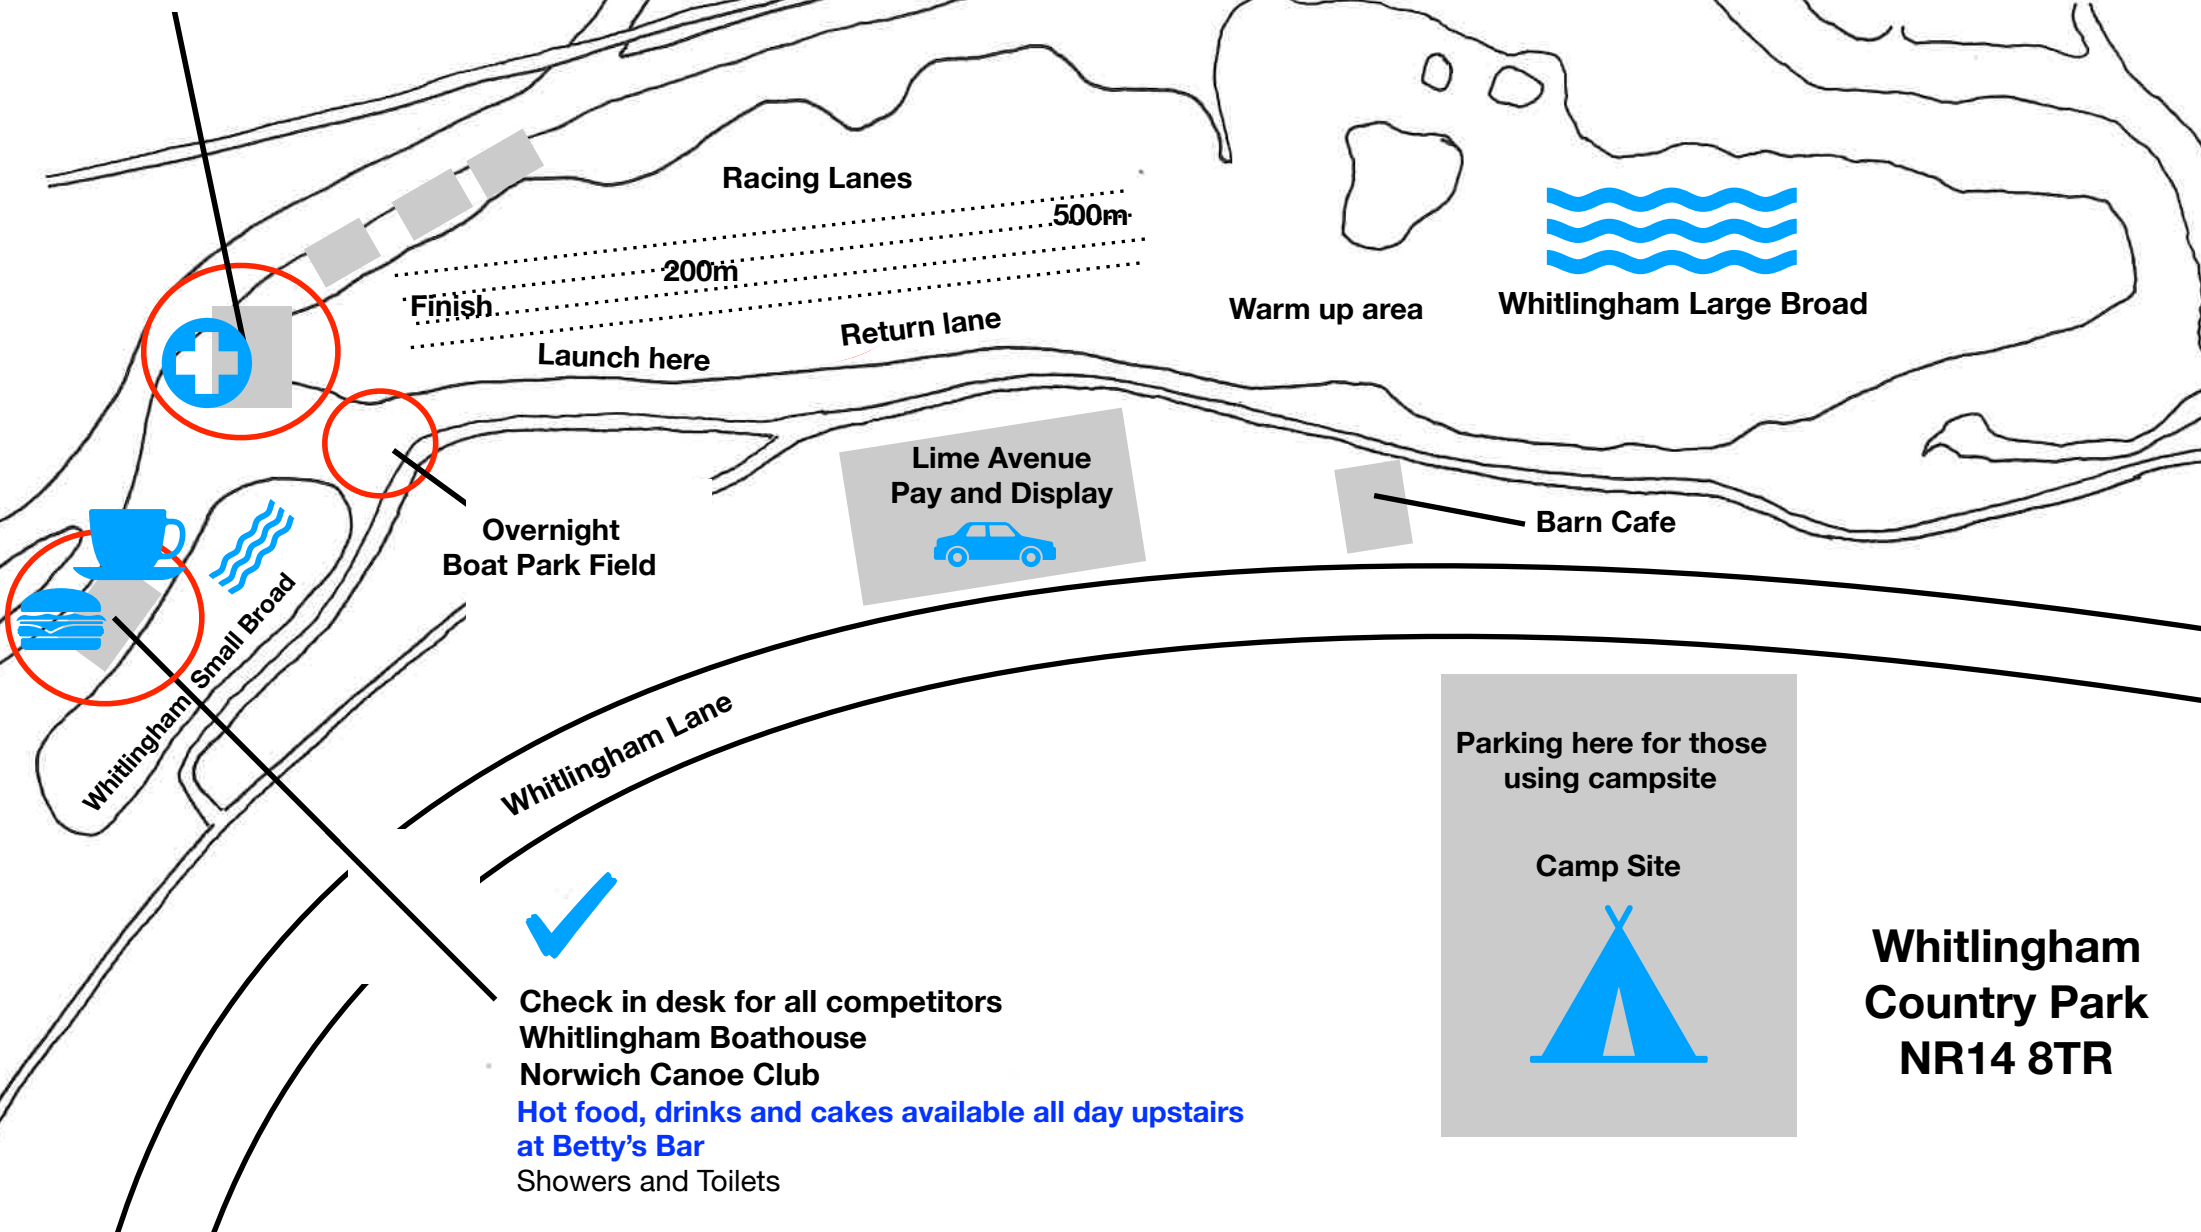 Racing Lanes
500m
200m
Finish
Return lane
Launch here
Warm up area
Whitlingham Large Broad
Lime Avenue
Pay and Display
Barn Cafe
Overnight
Boat Park Field
Whitlingham Small Broad
Whitlingham Lane
Parking here for those
using campsite
Camp Site
Whitlingham
Country Park
NR14 8TR
Check in desk for all competitors
Whitlingham Boathouse
Norwich Canoe Club
Hot food, drinks and cakes available all day upstairs
at Betty’s Bar
Showers and Toilets